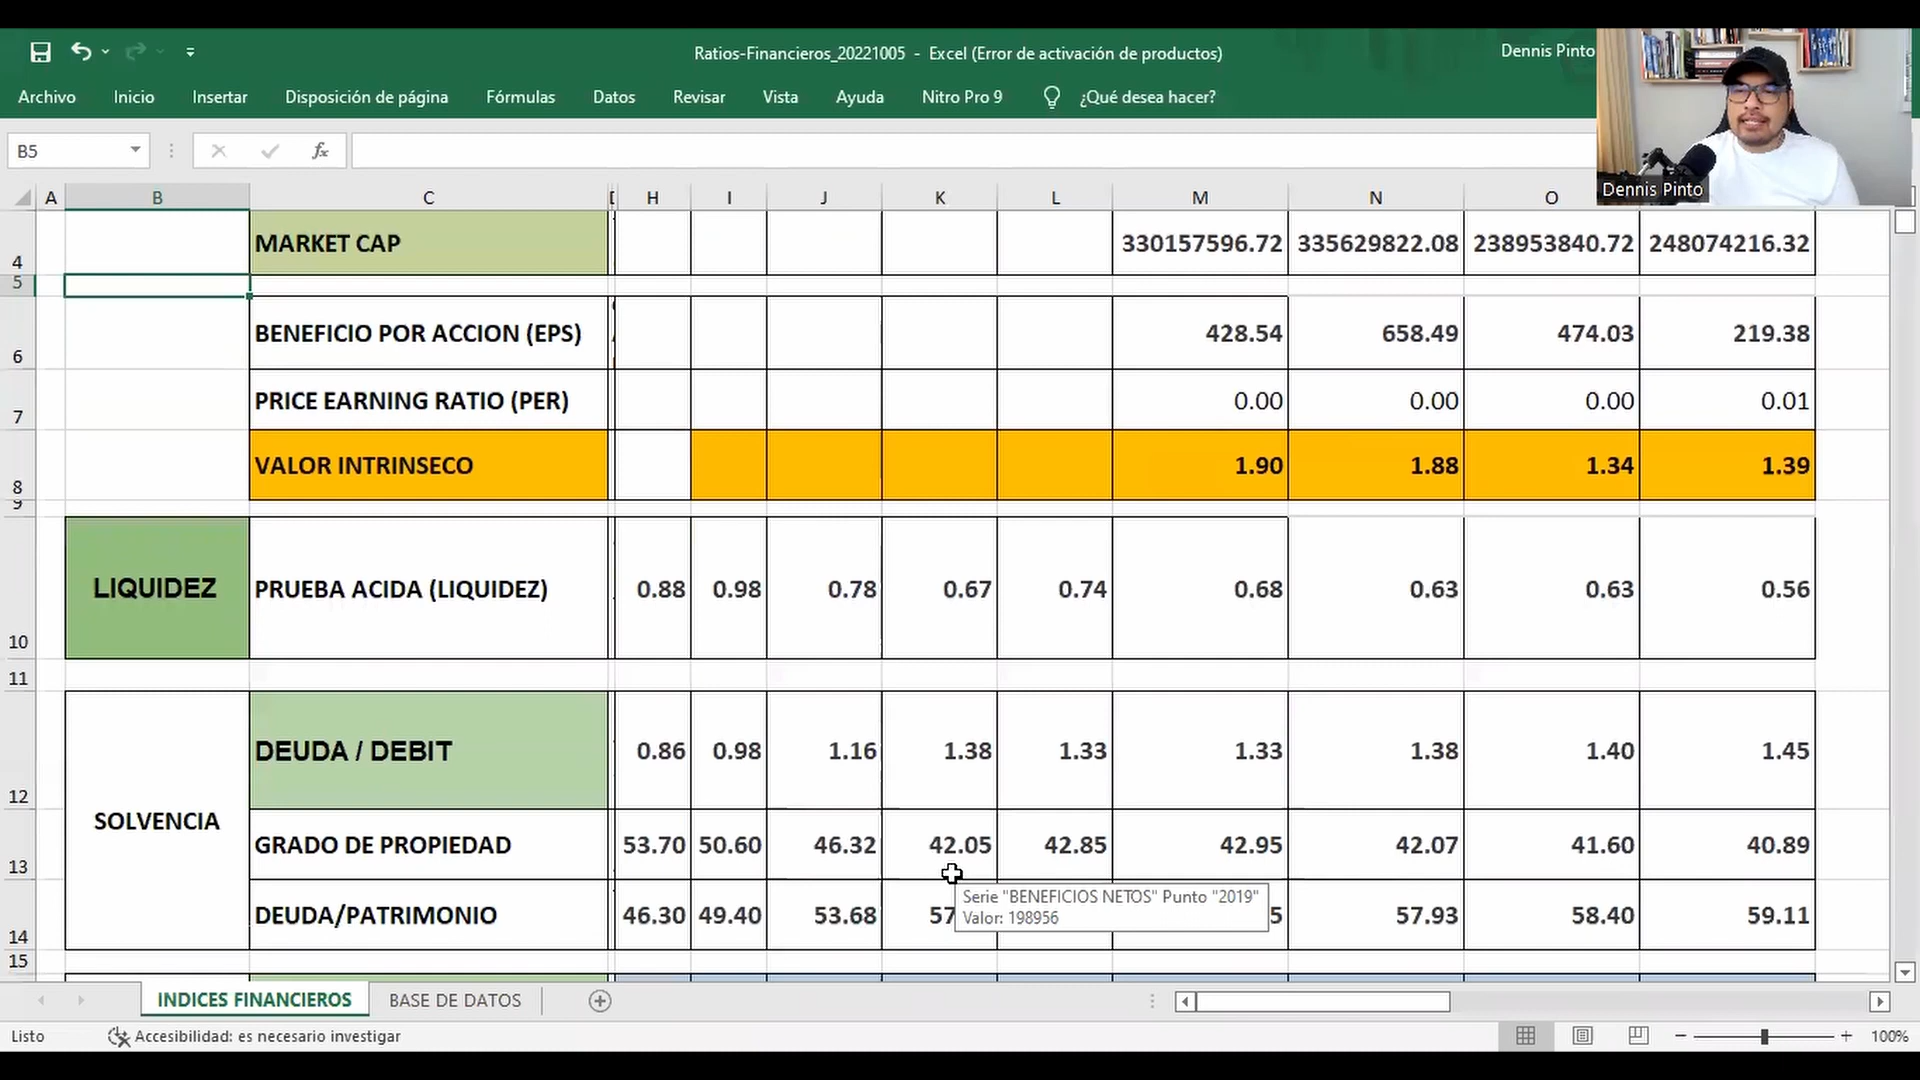 Ratios-Financieros_20221005 - Excel (Error de activación de productos)
Dennis Pinto
Archivo Inicio Insertar Disposición de página Fórmulas Datos Revisar Vista Ayuda Nitro Pro 9 ¿Qué desea hacer?
B5 fx
Dennis Pinto
A B C H I J K L M N O
4 MARKET CAP 330157596.72 335629822.08 238953840.72 248074216.32
5
6 BENEFICIO POR ACCION (EPS) 428.54 658.49 474.03 219.38
7 PRICE EARNING RATIO (PER) 0.00 0.00 0.00 0.01
8 VALOR INTRINSECO 1.90 1.88 1.34 1.39
9
10 LIQUIDEZ PRUEBA ACIDA (LIQUIDEZ) 0.88 0.98 0.78 0.67 0.74 0.68 0.63 0.63 0.56
11
12 DEUDA / DEBIT 0.86 0.98 1.16 1.38 1.33 1.33 1.38 1.40 1.45
SOLVENCIA
13 GRADO DE PROPIEDAD 53.70 50.60 46.32 42.05 42.85 42.95 42.07 41.60 40.89
14 DEUDA/PATRIMONIO 46.30 49.40 53.68 57 5 57.93 58.40 59.11
Serie "BENEFICIOS NETOS" Punto "2019"
Valor: 198956
15
INDICES FINANCIEROS BASE DE DATOS
Listo Accesibilidad: es necesario investigar 100%